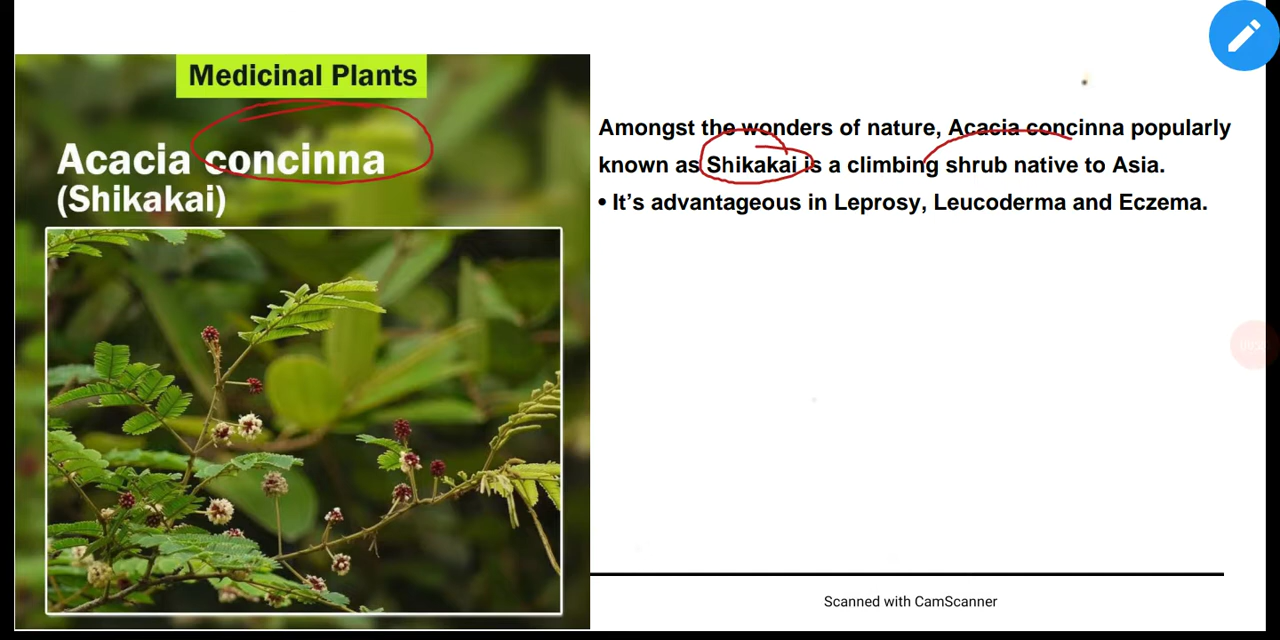 Medicinal Plants
Acacia concinna
(Shikakai)
Amongst the wonders of nature, Acacia concinna popularly
known as Shikakai is a climbing shrub native to Asia.
• It’s advantageous in Leprosy, Leucoderma and Eczema.
Scanned with CamScanner